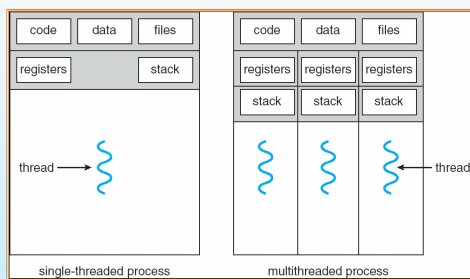 code data files code data files
registers stack registers registers registers
stack stack stack
thread thread
single-threaded process multithreaded process